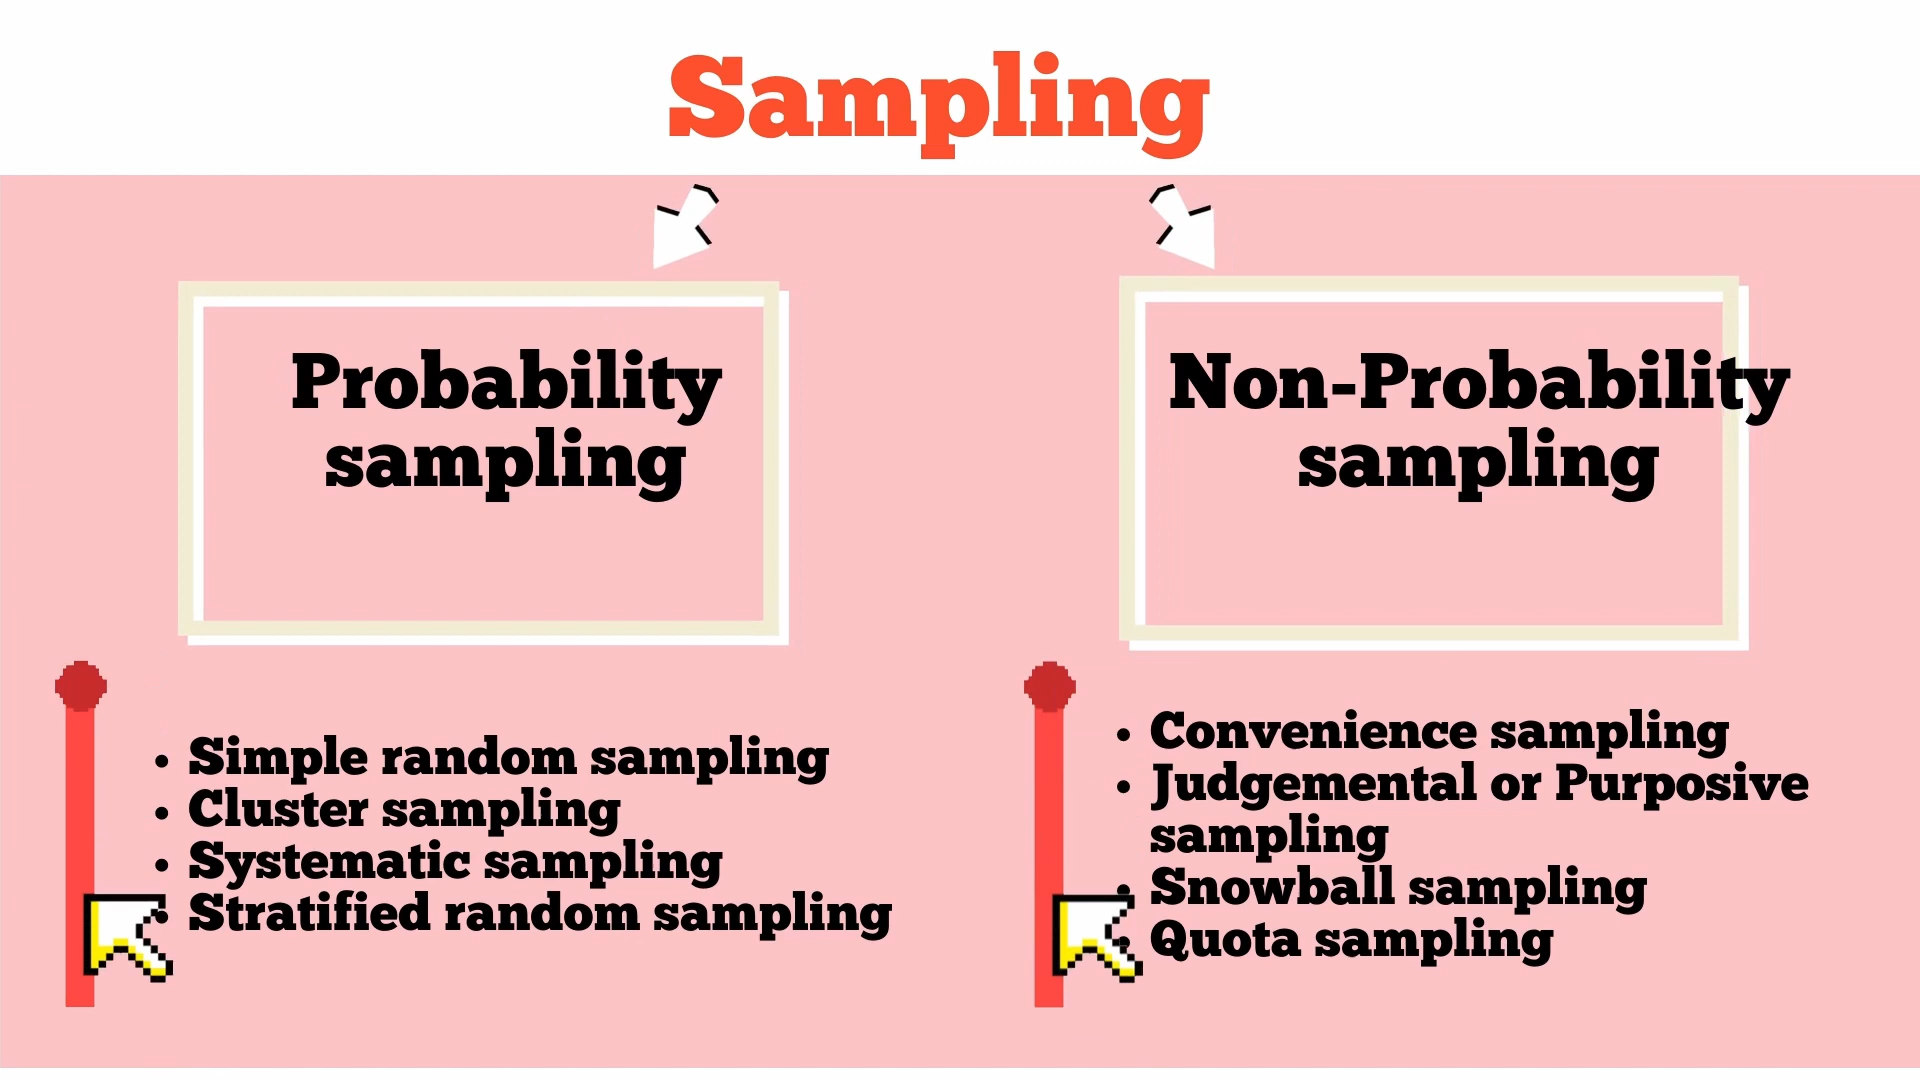 Sampling
Probability
sampling
Non-Probability
sampling
• Simple random sampling
• Cluster sampling
• Systematic sampling
• Stratified random sampling
• Convenience sampling
• Judgemental or Purposive
sampling
• Snowball sampling
• Quota sampling